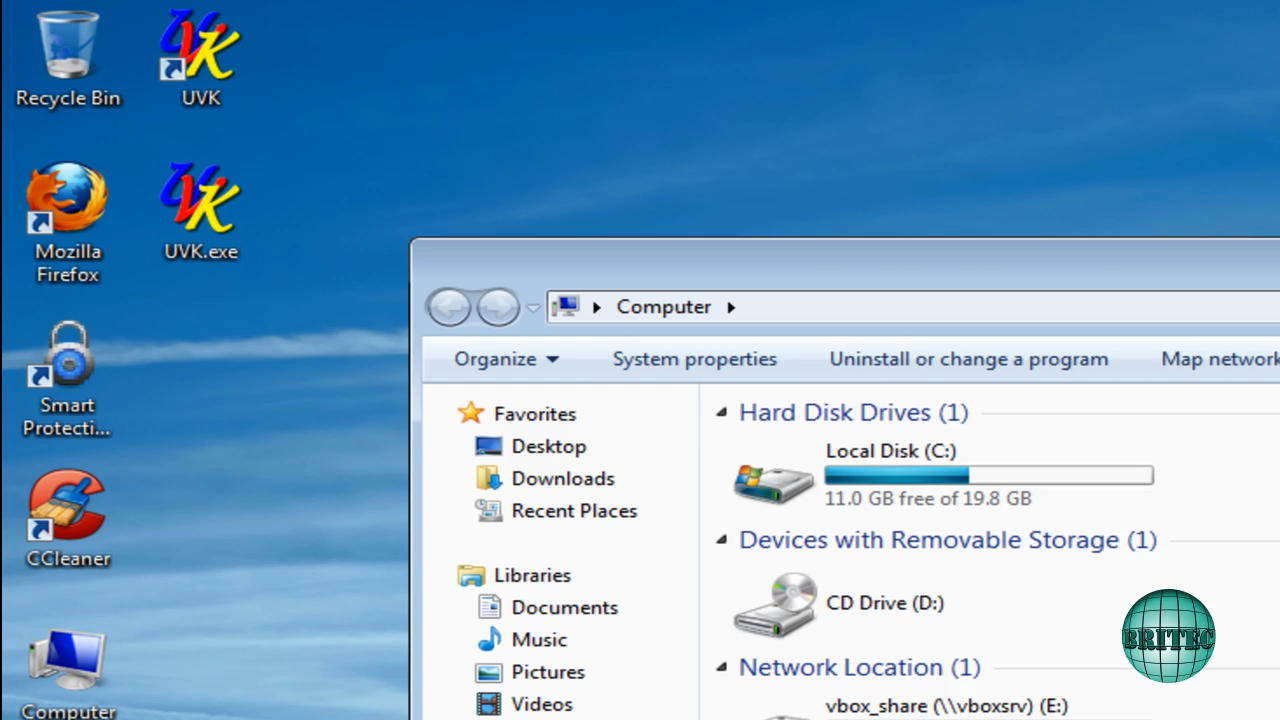 Recycle Bin
UVK
Mozilla
Firefox
UVK.exe
Smart
Protecti...
CCleaner
Computer
Computer
Organize
System properties
Uninstall or change a program
Map network
Favorites
Desktop
Downloads
Recent Places
Libraries
Documents
Music
Pictures
Videos
Hard Disk Drives (1)
Local Disk (C:)
11.0 GB free of 19.8 GB
Devices with Removable Storage (1)
CD Drive (D:)
Network Location (1)
vbox_share (\\vboxsrv) (E:)
BRITEC